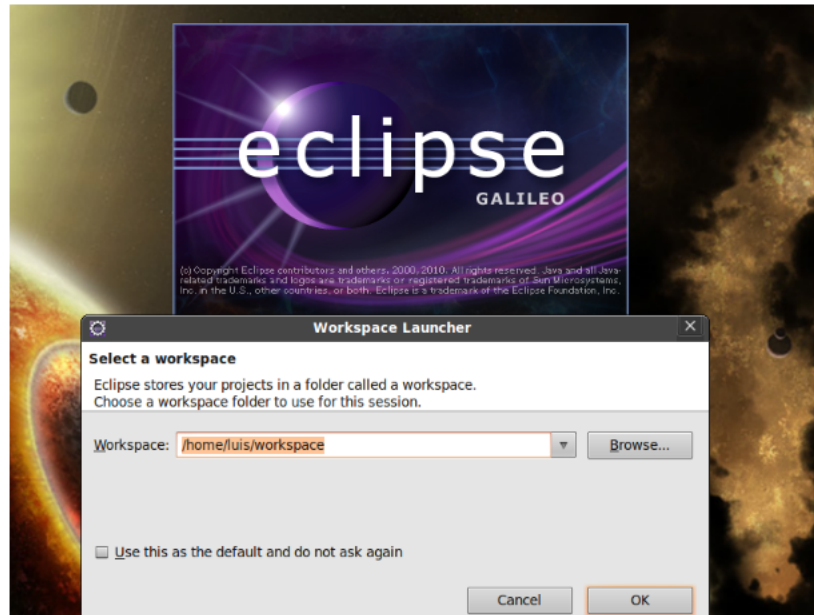 eclipse
GALILEO
(c) Copyright Eclipse contributors and others, 2000, 2010. All rights reserved. Java and all Java-
related trademarks and logos are trademarks or registered trademarks of Sun Microsystems,
Inc. in the U.S., other countries, or both. Eclipse is a trademark of the Eclipse Foundation, Inc.
Workspace Launcher
Select a workspace
Eclipse stores your projects in a folder called a workspace.
Choose a workspace folder to use for this session.
Workspace: /home/luis/workspace Browse...
Use this as the default and do not ask again
Cancel OK